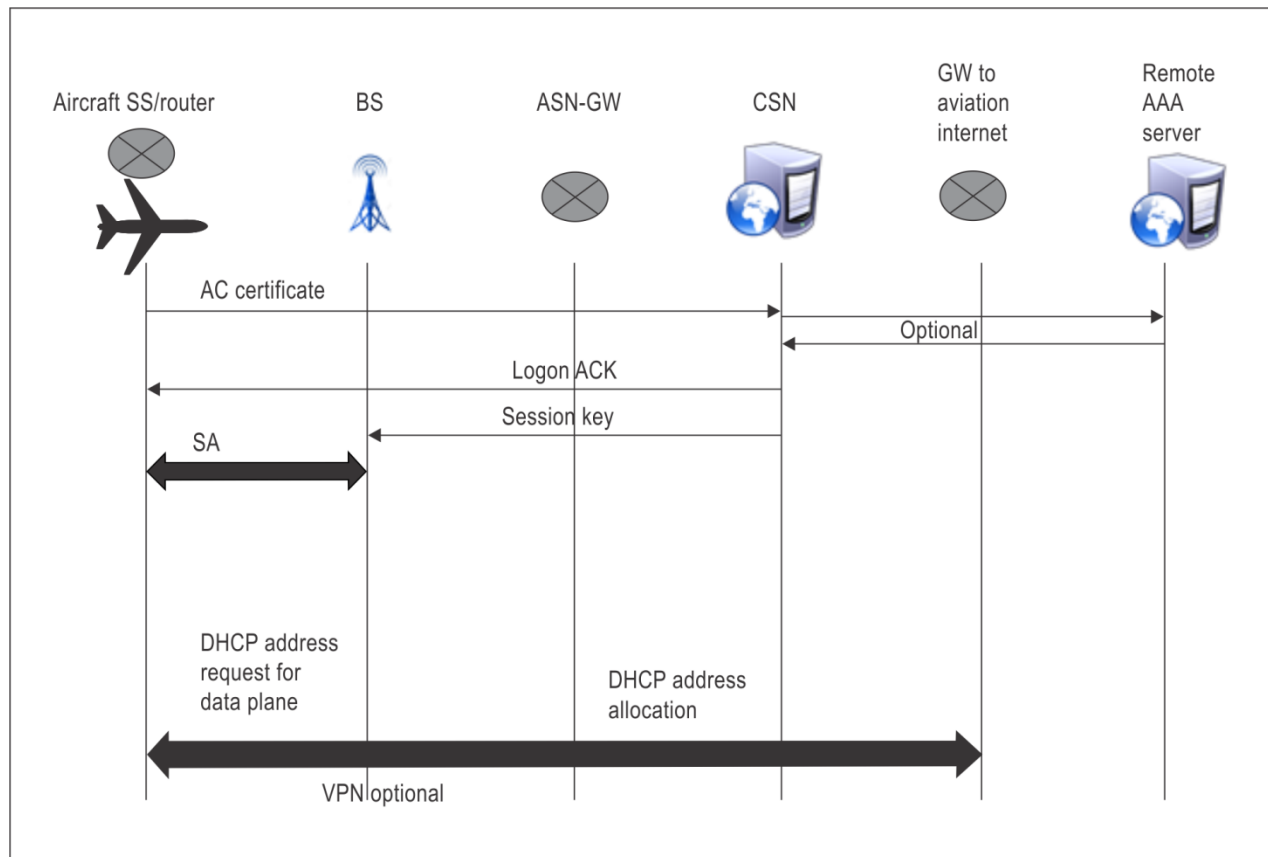 Aircraft SS/router
BS
ASN-GW
CSN
GW to
aviation
internet
Remote
AAA
server
AC certificate
Optional
Logon ACK
Session key
SA
DHCP address
request for
data plane
DHCP address
allocation
VPN optional